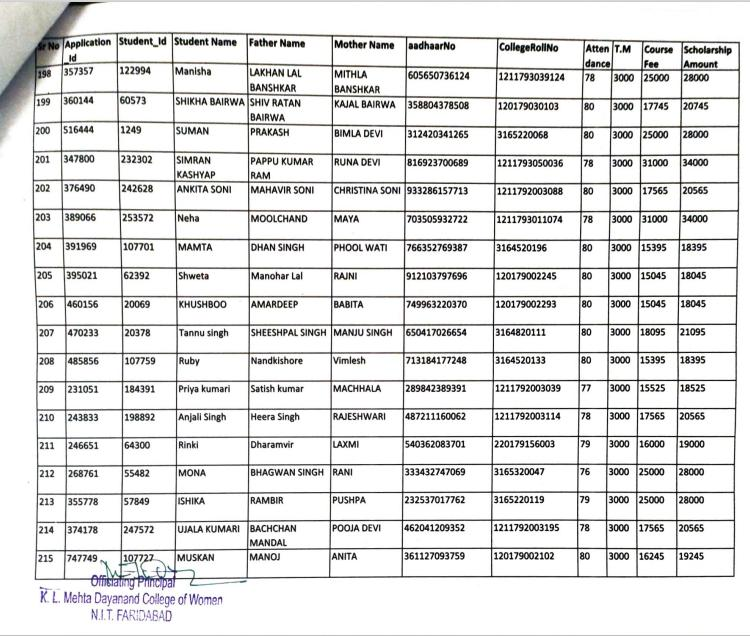 Sr No Application _Id Student_Id Student Name Father Name Mother Name aadhaarNo CollegeRollNo Atten dance T.M Course Fee Scholarship Amount
198 357357 122994 Manisha LAKHAN LAL BANSHKAR MITHLA BANSHKAR 605650736124 1211793039124 78 3000 25000 28000
199 360144 60573 SHIKHA BAIRWA SHIV RATAN BAIRWA KAJAL BAIRWA 358804378508 120179030103 80 3000 17745 20745
200 516444 1249 SUMAN PRAKASH BIMLA DEVI 312420341265 3165220068 80 3000 25000 28000
201 347800 232302 SIMRAN KASHYAP PAPPU KUMAR RAM RUNA DEVI 816923700689 1211793050036 78 3000 31000 34000
202 376490 242628 ANKITA SONI MAHAVIR SONI CHRISTINA SONI 933286157713 1211792003088 80 3000 17565 20565
203 389066 253572 Neha MOOLCHAND MAYA 703505932722 1211793011074 78 3000 31000 34000
204 391969 107701 MAMTA DHAN SINGH PHOOL WATI 766352769387 3164520196 80 3000 15395 18395
205 395021 62392 Shweta Manohar Lal RAJNI 912103797696 120179002245 80 3000 15045 18045
206 460156 20069 KHUSHBOO AMARDEEP BABITA 749963220370 120179002293 80 3000 15045 18045
207 470233 20378 Tannu singh SHEESHPAL SINGH MANJU SINGH 650417026654 3164820111 80 3000 18095 21095
208 485856 107759 Ruby Nandkishore Vimlesh 713184177248 3164520133 80 3000 15395 18395
209 231051 184391 Priya kumari Satish kumar MACHHALA 289842389391 1211792003039 77 3000 15525 18525
210 243833 198892 Anjali Singh Heera Singh RAJESHWARI 487211160062 1211792003114 78 3000 17565 20565
211 246651 64300 Rinki Dharamvir LAXMI 540362083701 220179156003 79 3000 16000 19000
212 268761 55482 MONA BHAGWAN SINGH RANI 333432747069 3165320047 76 3000 25000 28000
213 355778 57849 ISHIKA RAMBIR PUSHPA 232537017762 3165220119 79 3000 25000 28000
214 374178 247572 UJALA KUMARI BACHCHAN MANDAL POOJA DEVI 462041209352 1211792003195 78 3000 17565 20565
215 747749 107727 MUSKAN MANOJ ANITA 361127093759 120179002102 80 3000 16245 19245
Officiating Principal
K. L. Mehta Dayanand College of Women
N.I.T. FARIDABAD